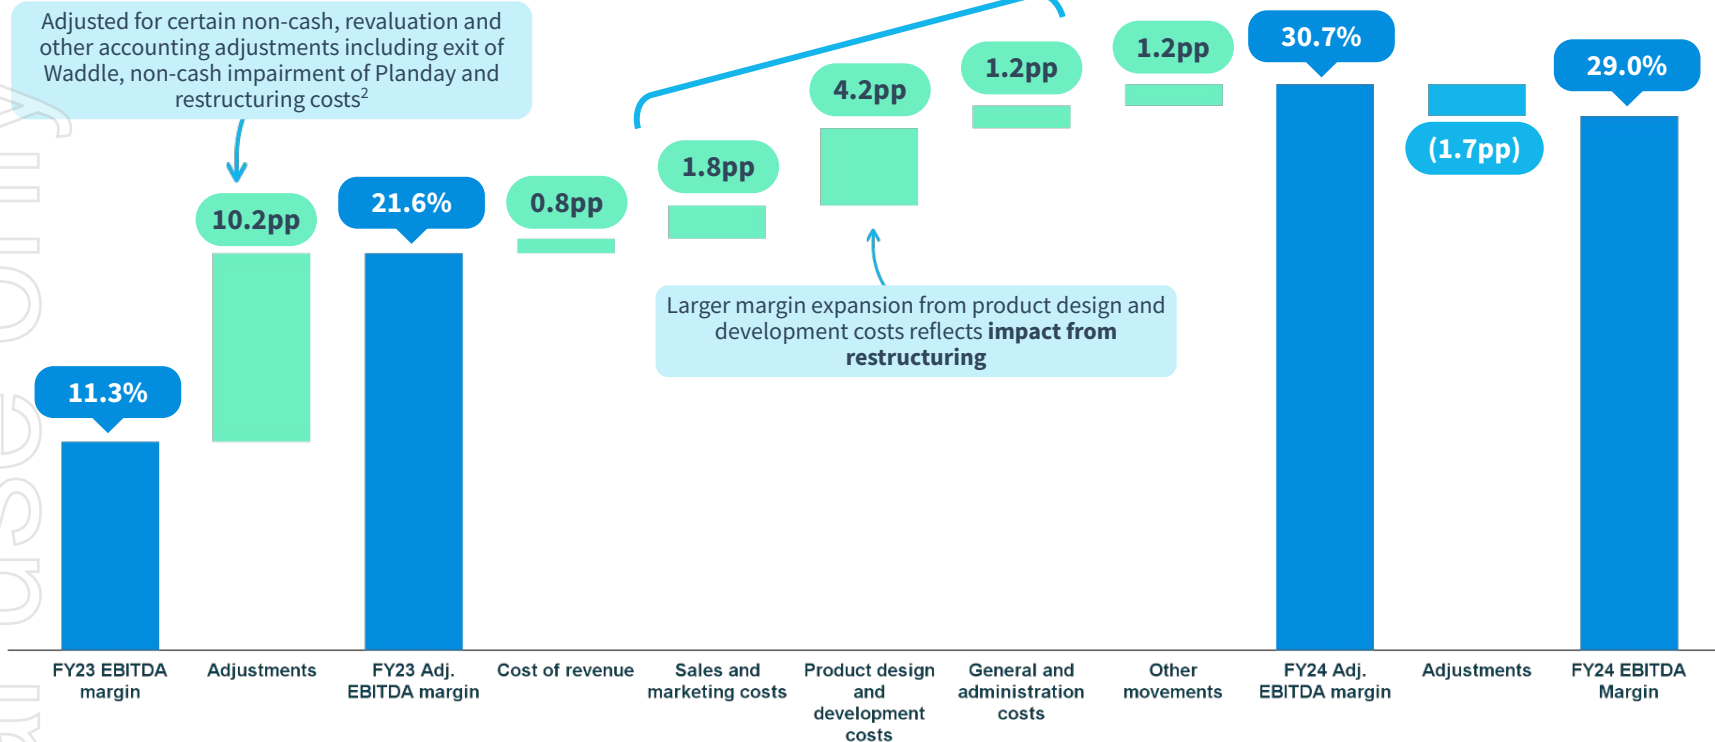 Adjusted for certain non-cash, revaluation and
other accounting adjustments including exit of
Waddle, non-cash impairment of Planday and
restructuring costs2
11.3%
10.2pp
21.6%
0.8pp
1.8pp
4.2pp
1.2pp
1.2pp
30.7%
(1.7pp)
29.0%
Larger margin expansion from product design and
development costs reflects impact from
restructuring
FY23 EBITDA
margin
Adjustments
FY23 Adj.
EBITDA margin
Cost of revenue
Sales and
marketing costs
Product design
and
development
costs
General and
administration
costs
Other
movements
FY24 Adj.
EBITDA margin
Adjustments
FY24 EBITDA
Margin